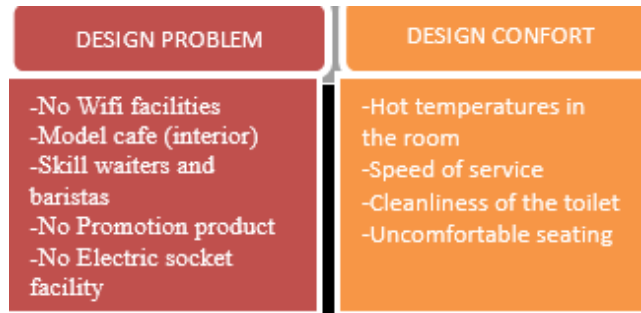 DESIGN PROBLEM
-No Wifi facilities
-Model cafe (interior)
-Skill waiters and
baristas
-No Promotion product
-No Electric socket
facility
DESIGN CONFORT
-Hot temperatures in
the room
-Speed of service
-Cleanliness of the toilet
-Uncomfortable seating